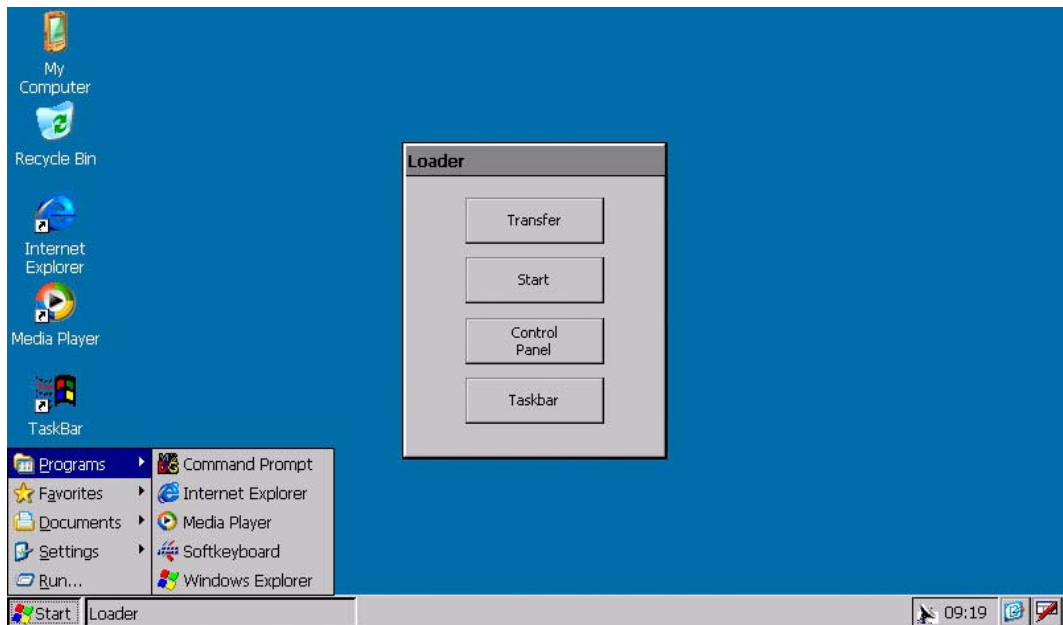 My
Computer
Recycle Bin
Internet
Explorer
Media Player
TaskBar
Loader
Transfer
Start
Control
Panel
Taskbar
Programs
Favorites
Documents
Settings
Run...
Command Prompt
Internet Explorer
Media Player
Softkeyboard
Windows Explorer
Start
Loader
09:19